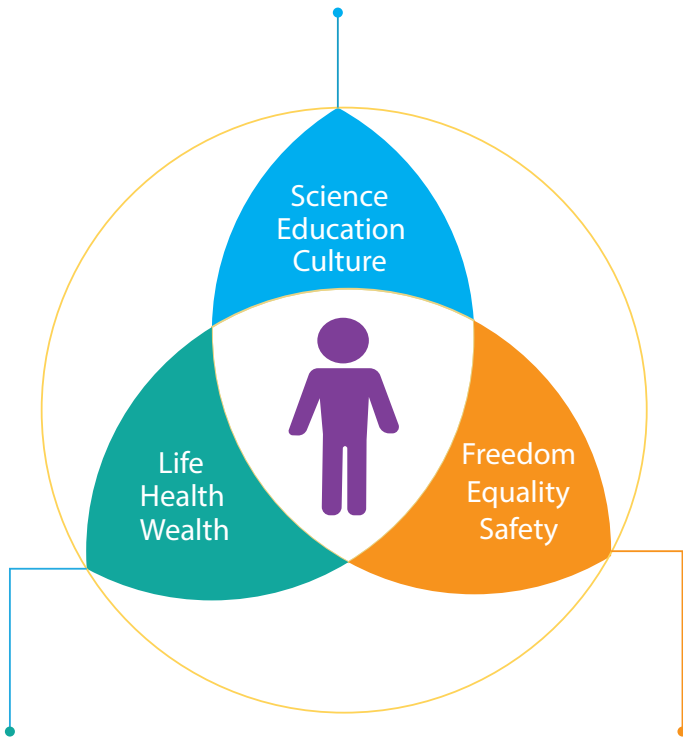 Science
Education
Culture
Life
Health
Wealth
Freedom
Equality
Safety